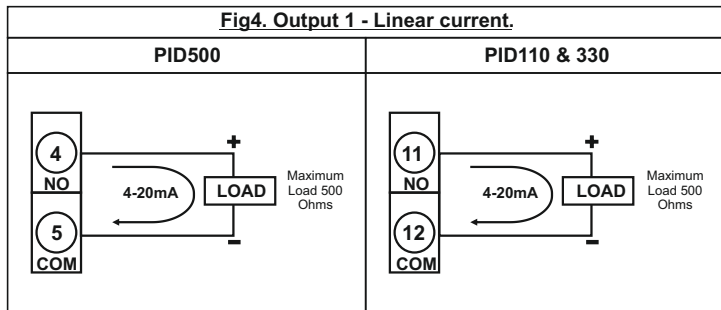 Fig4. Output 1 - Linear current.
PID500
PID110 & 330
4
NO
5
COM
4-20mA
+
LOAD
–
Maximum
Load 500
Ohms
11
NO
12
COM
4-20mA
+
LOAD
–
Maximum
Load 500
Ohms